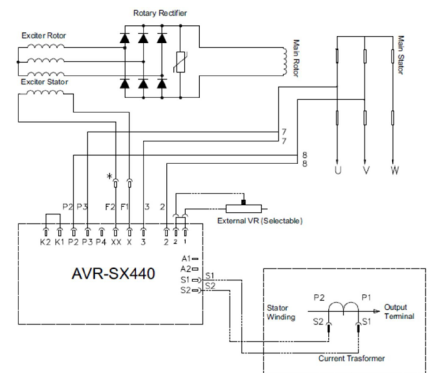 Rotary Rectifier
Exciter Rotor
Exciter Stator
Main Rotor
Main Stator
7
7
8
8
U V W
* P2 P3 F2 F1 3 2
External VR (Selectable)
K2 K1 P2 P3 P4 XX X 3 2 2 1
AVR-SX440
A1
A2
S1 S1
S2 S2
P2 P1
Stator Winding
Output Terminal
S2 S1
Current Trasformer